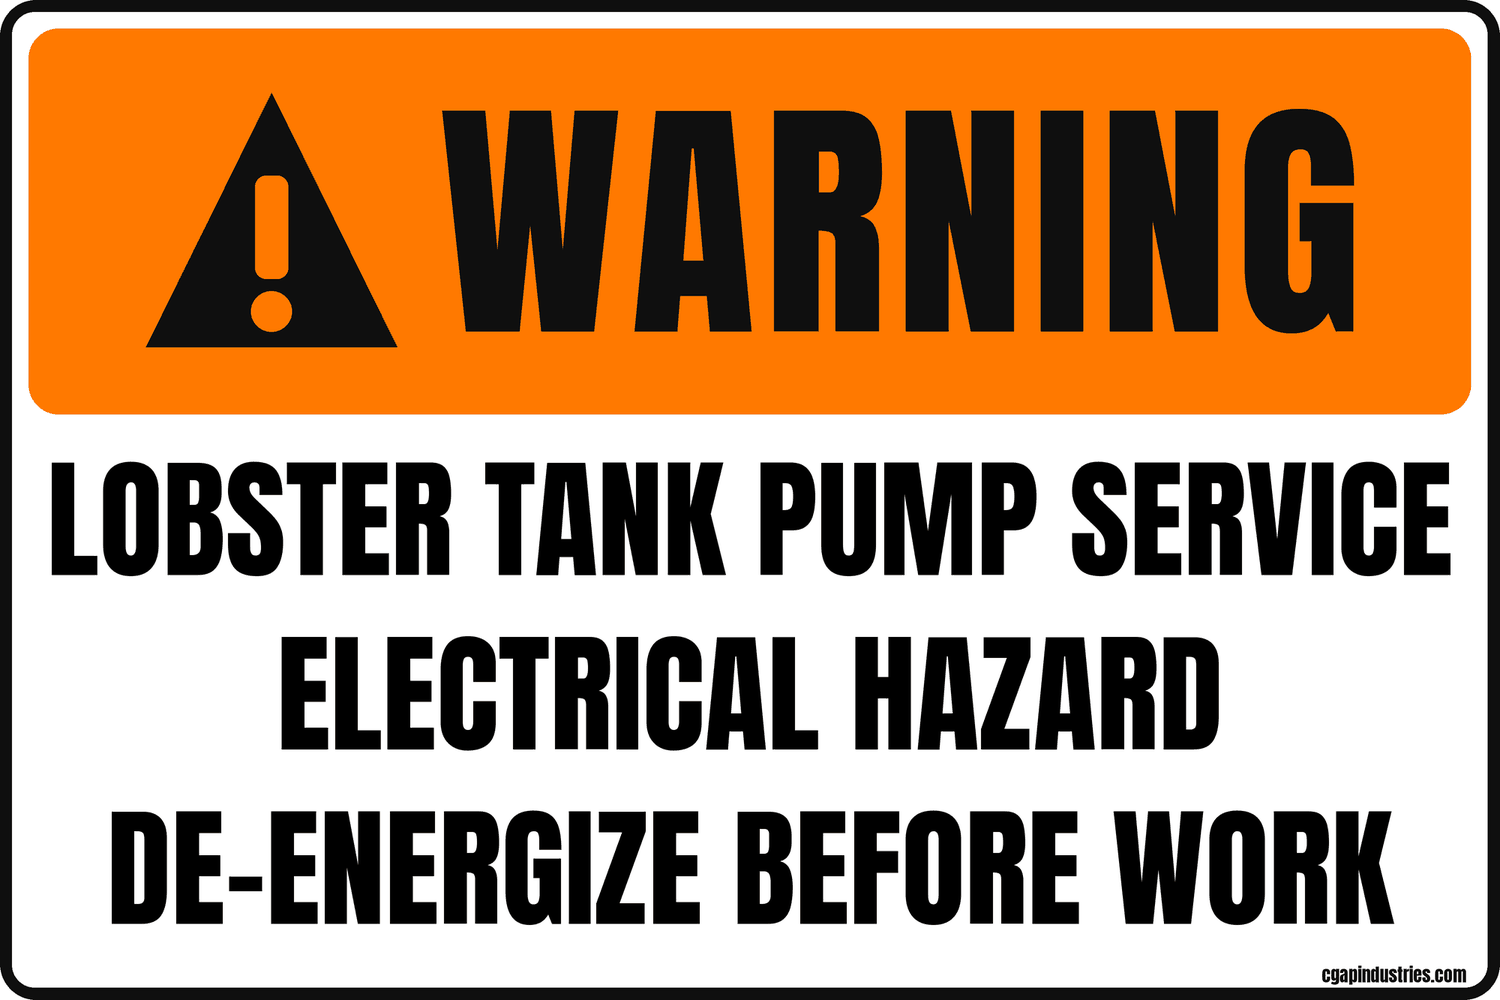 WARNING
LOBSTER TANK PUMP SERVICE
ELECTRICAL HAZARD
DE-ENERGIZE BEFORE WORK
cgapindustries.com